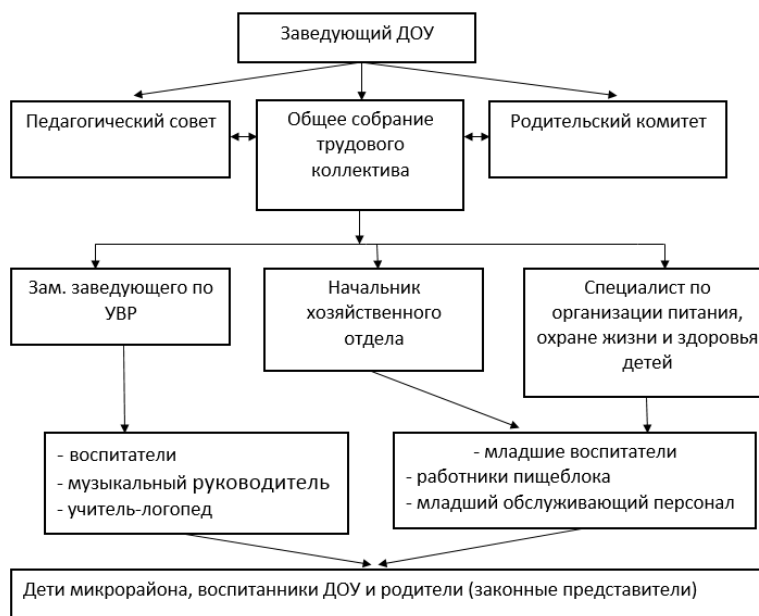 Заведующий ДОУ
Педагогический совет
Общее собрание
трудового
коллектива
Родительский комитет
Зам. заведующего по
УВР
Начальник
хозяйственного
отдела
Специалист по
организации питания,
охране жизни и здоровья
детей
- воспитатели
- музыкальный руководитель
- учитель-логопед
- младшие воспитатели
- работники пищеблока
- младший обслуживающий персонал
Дети микрорайона, воспитанники ДОУ и родители (законные представители)